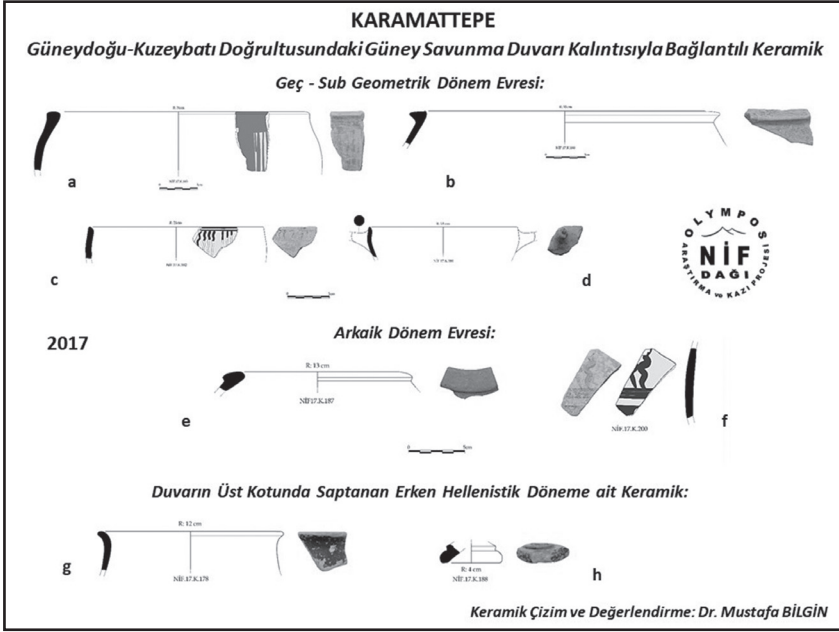 KARAMATTEPE
Güneydoğu-Kuzeybatı Doğrultusundaki Güney Savunma Duvarı Kalıntısıyla Bağlantılı Keramik
Geç - Sub Geometrik Dönem Evresi:
a
b
c
d
OLYMPOS
NİF
DAĞI
ARAŞTIRMA ve KAZI PROJESİ
2017
Arkaik Dönem Evresi:
R: 13 cm
NİF17.K.187
e
NİF.17.K.200
f
0 5cm
Duvarın Üst Kotunda Saptanan Erken Hellenistik Döneme ait Keramik:
R: 12 cm
NİF.17.K.178
g
R: 4 cm
NİF.17.K.188
h
Keramik Çizim ve Değerlendirme: Dr. Mustafa BİLGİN